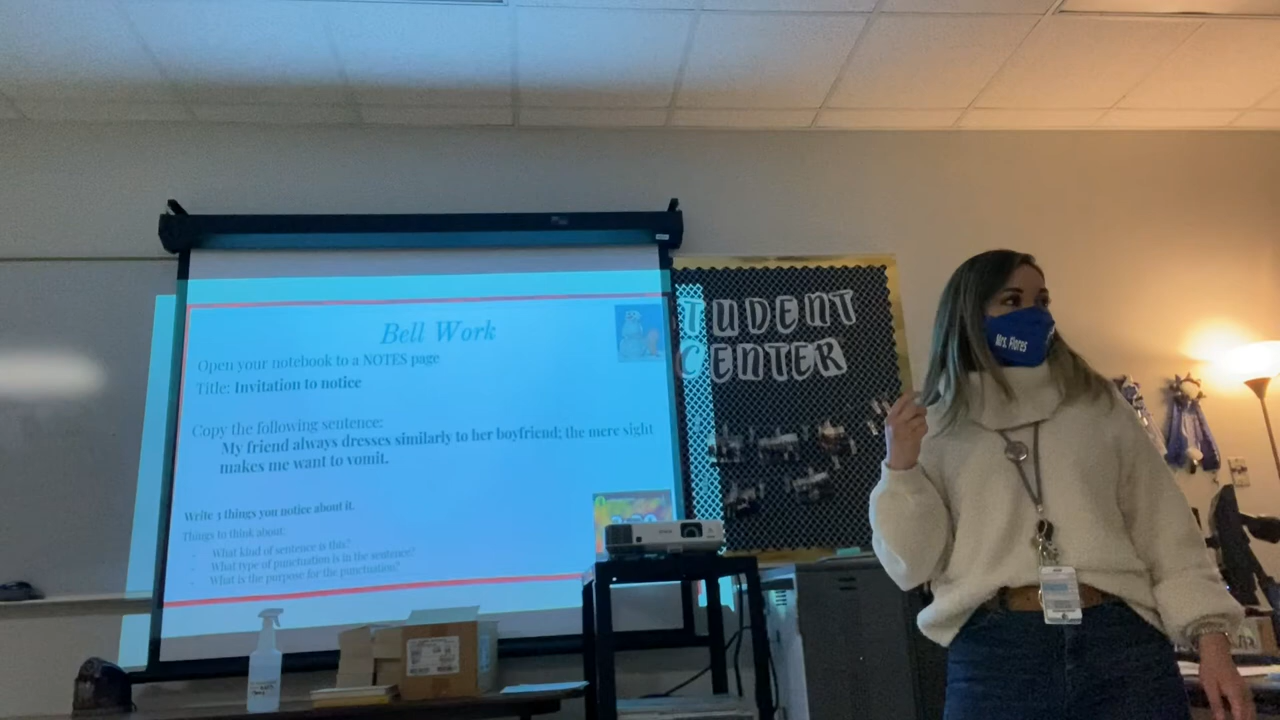 Bell Work
Open your notebook to a NOTES page
Title: Invitation to notice
Copy the following sentence:
My friend always dresses similarly to her boyfriend; the mere sight
makes me want to vomit.
Write 3 things you notice about it.
Things to think about:
What kind of sentence is this?
What type of punctuation is in the sentence?
What is the purpose for the punctuation?
STUDENT
CENTER
Mrs. Flores